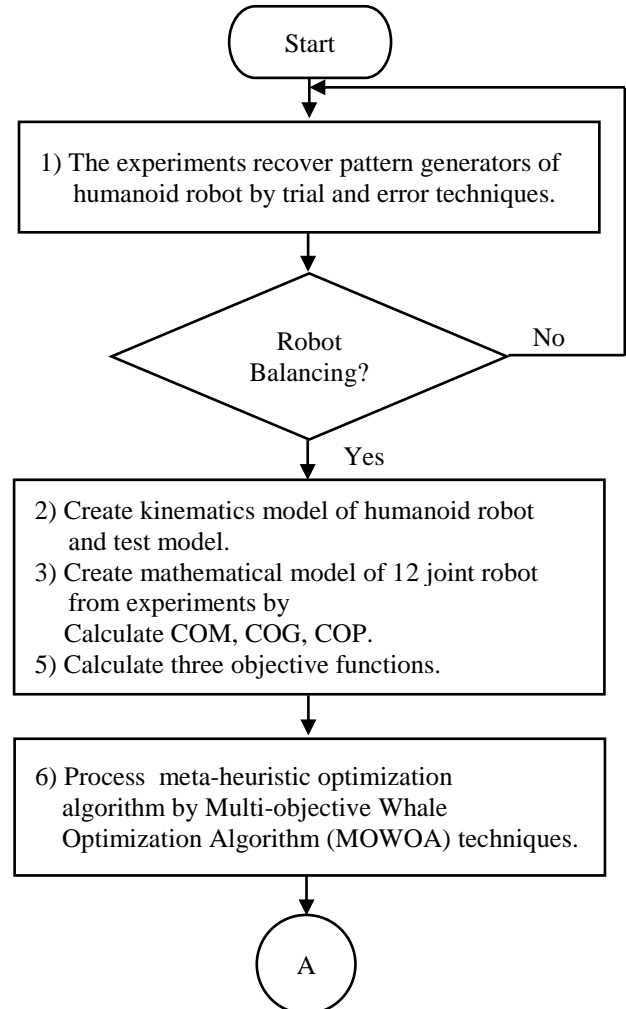 Start
1) The experiments recover pattern generators of
humanoid robot by trial and error techniques.
Robot
Balancing?
No
Yes
2) Create kinematics model of humanoid robot
and test model.
3) Create mathematical model of 12 joint robot
from experiments by
Calculate COM, COG, COP.
5) Calculate three objective functions.
6) Process meta-heuristic optimization
algorithm by Multi-objective Whale
Optimization Algorithm (MOWOA) techniques.
A